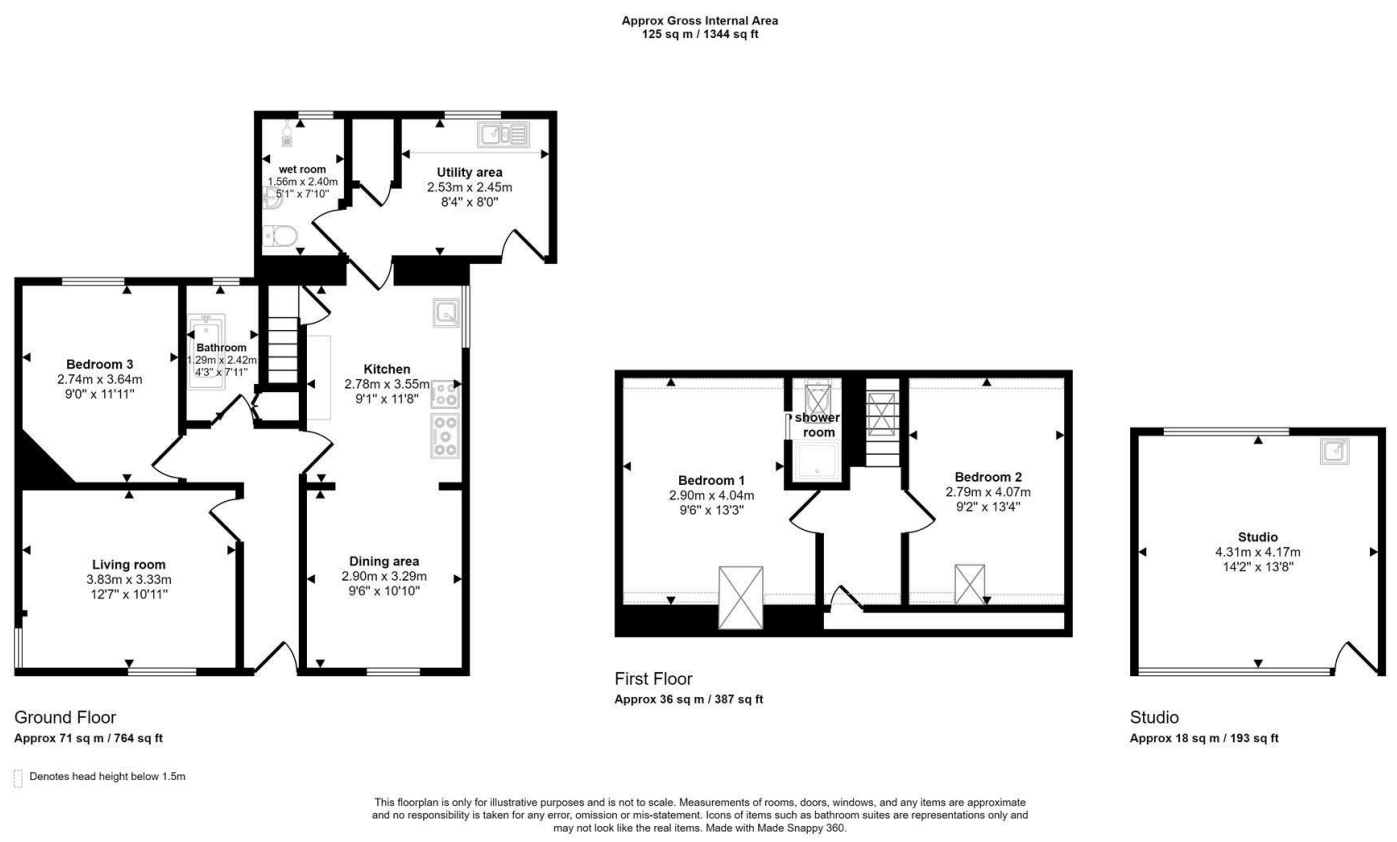 Approx Gross Internal Area
125 sq m / 1344 sq ft
wet room
1.56m x 2.40m
5'1" x 7'10"
Utility area
2.53m x 2.45m
8'4" x 8'0"
Bedroom 3
2.74m x 3.64m
9'0" x 11'11"
Bathroom
1.29m x 2.42m
4'3" x 7'11"
Kitchen
2.78m x 3.55m
9'1" x 11'8"
Living room
3.83m x 3.33m
12'7" x 10'11"
Dining area
2.90m x 3.29m
9'6" x 10'10"
Ground Floor
Approx 71 sq m / 764 sq ft
Denotes head height below 1.5m
shower
room
Bedroom 1
2.90m x 4.04m
9'6" x 13'3"
Bedroom 2
2.79m x 4.07m
9'2" x 13'4"
First Floor
Approx 36 sq m / 387 sq ft
Studio
4.31m x 4.17m
14'2" x 13'8"
Studio
Approx 18 sq m / 193 sq ft
This floorplan is only for illustrative purposes and is not to scale. Measurements of rooms, doors, windows, and any items are approximate
and no responsibility is taken for any error, omission or mis-statement. Icons of items such as bathroom suites are representations only and
may not look like the real items. Made with Made Snappy 360.